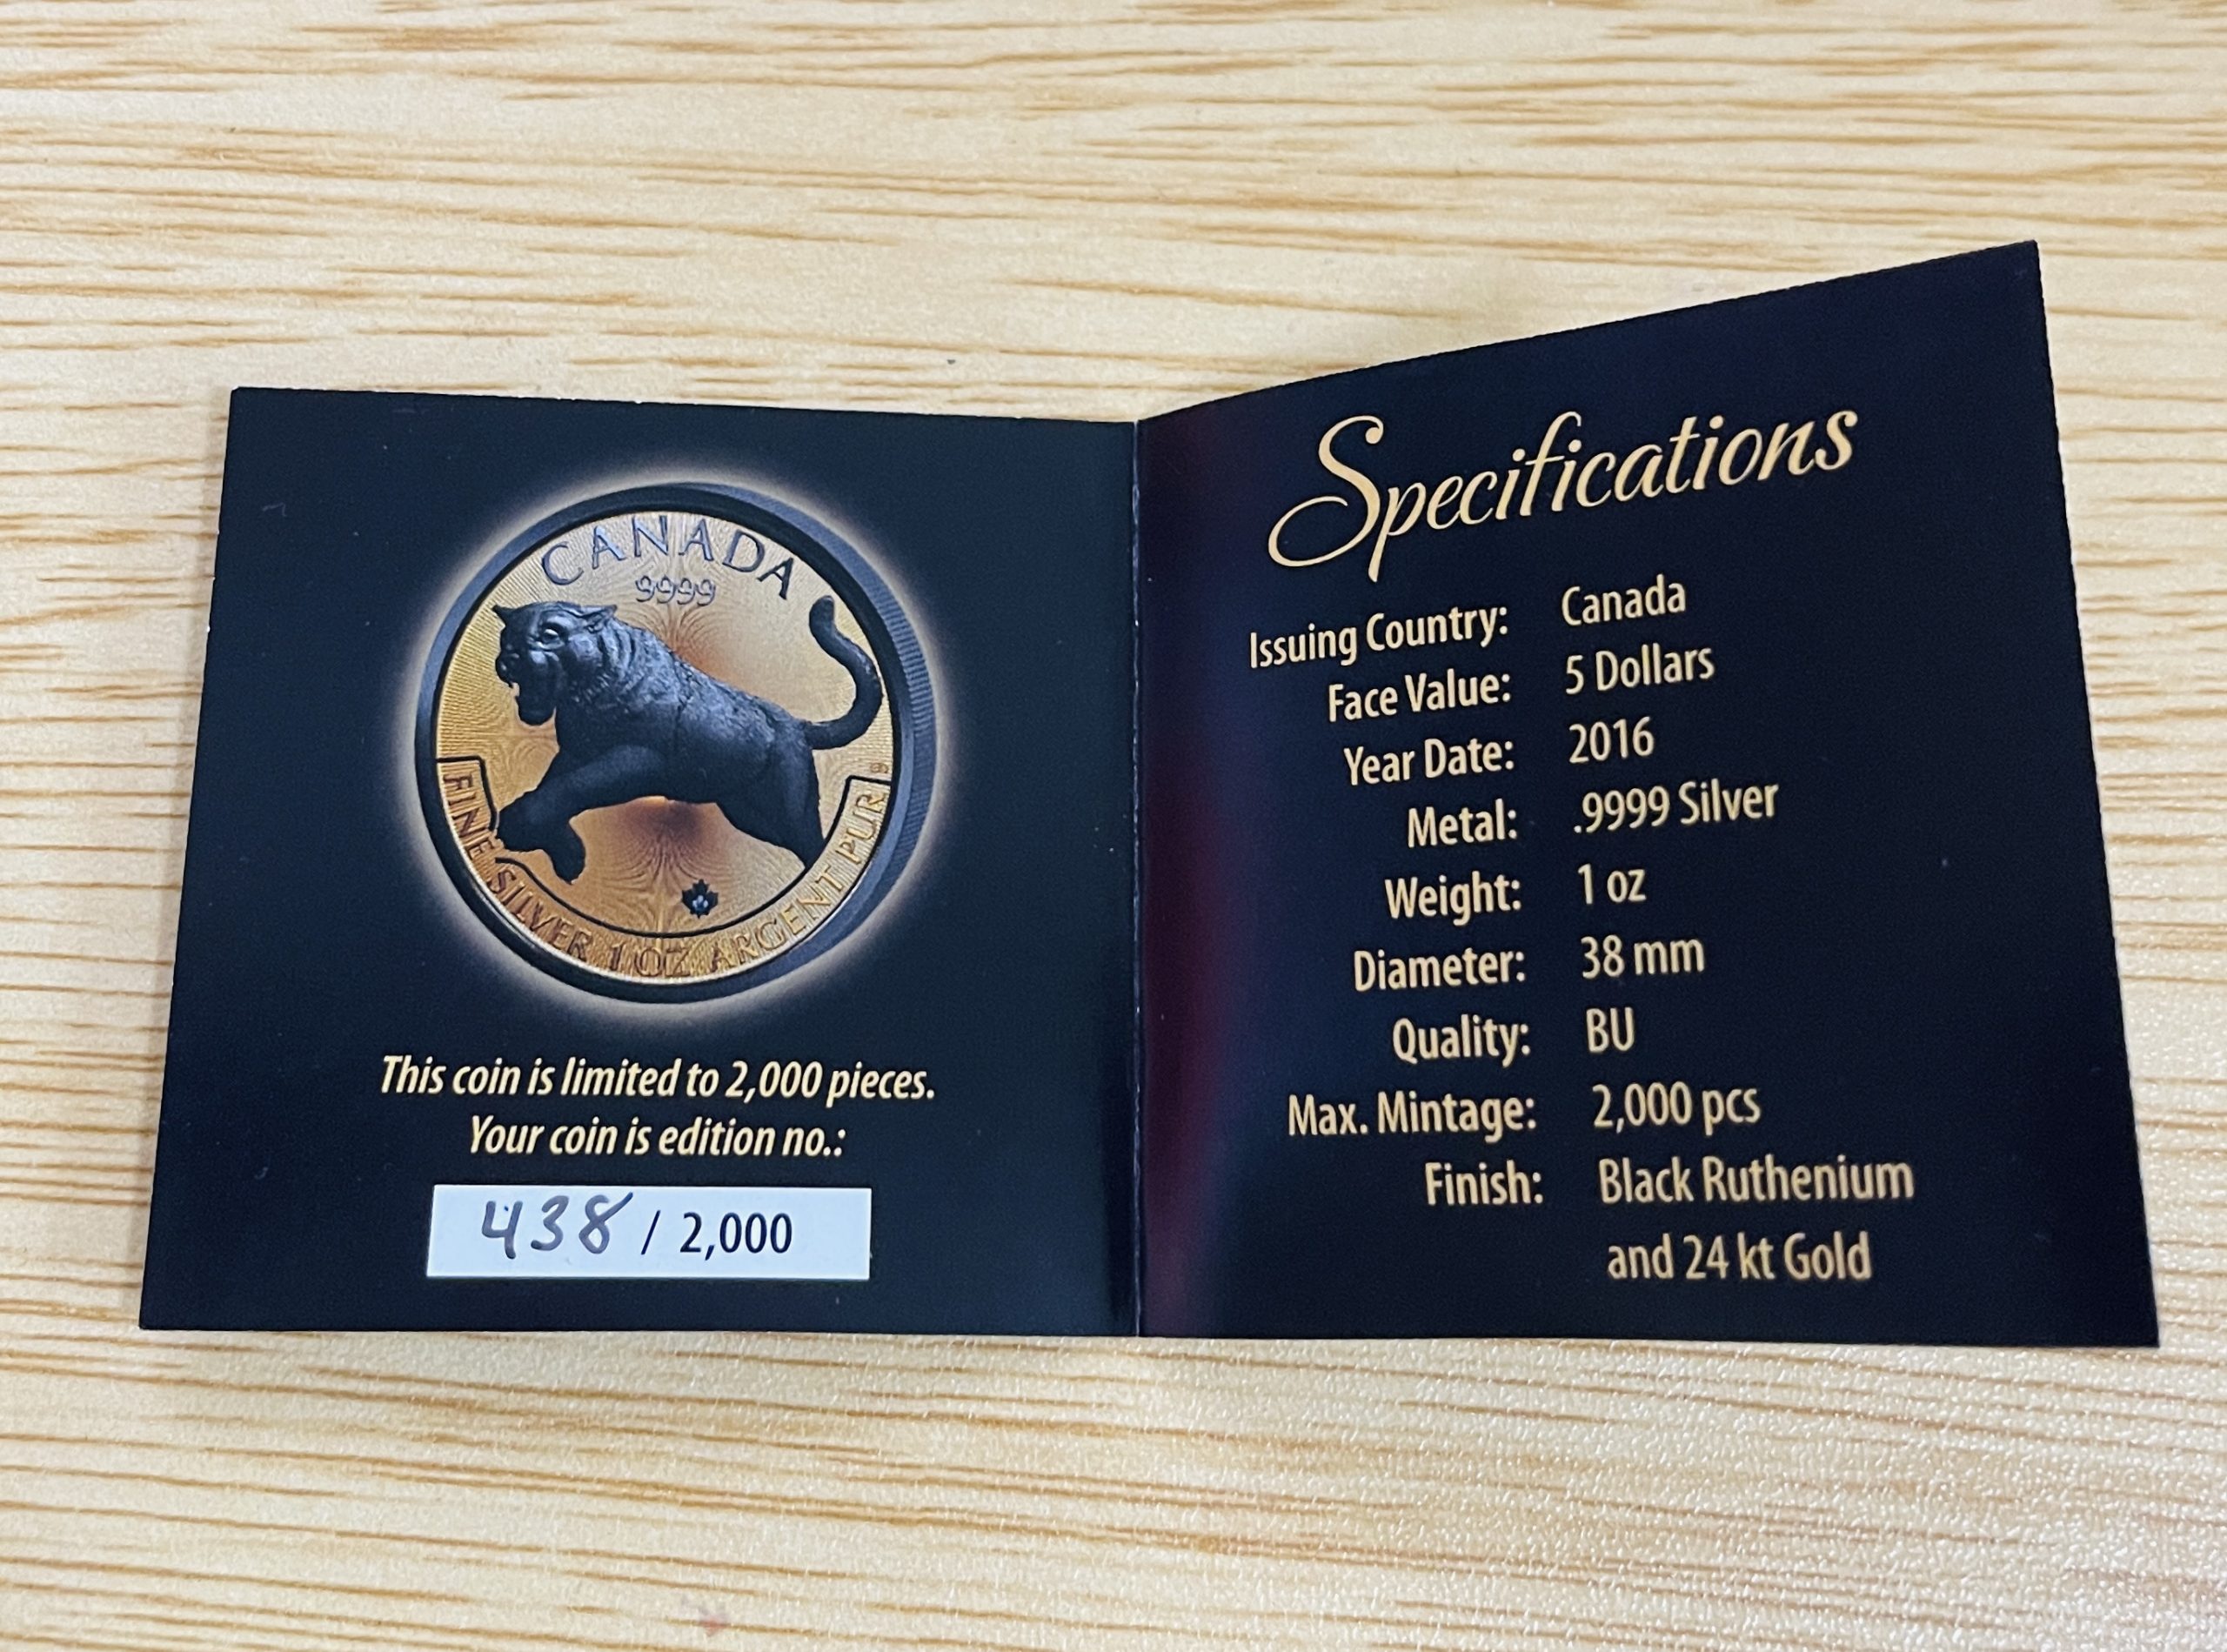 CANADA
9999
FINE SILVER 1 OZ ARGENT PUR
This coin is limited to 2,000 pieces.
Your coin is edition no.:
438 / 2,000
Specifications
Issuing Country: Canada
Face Value: 5 Dollars
Year Date: 2016
Metal: .9999 Silver
Weight: 1 oz
Diameter: 38 mm
Quality: BU
Max. Mintage: 2,000 pcs
Finish: Black Ruthenium
and 24 kt Gold